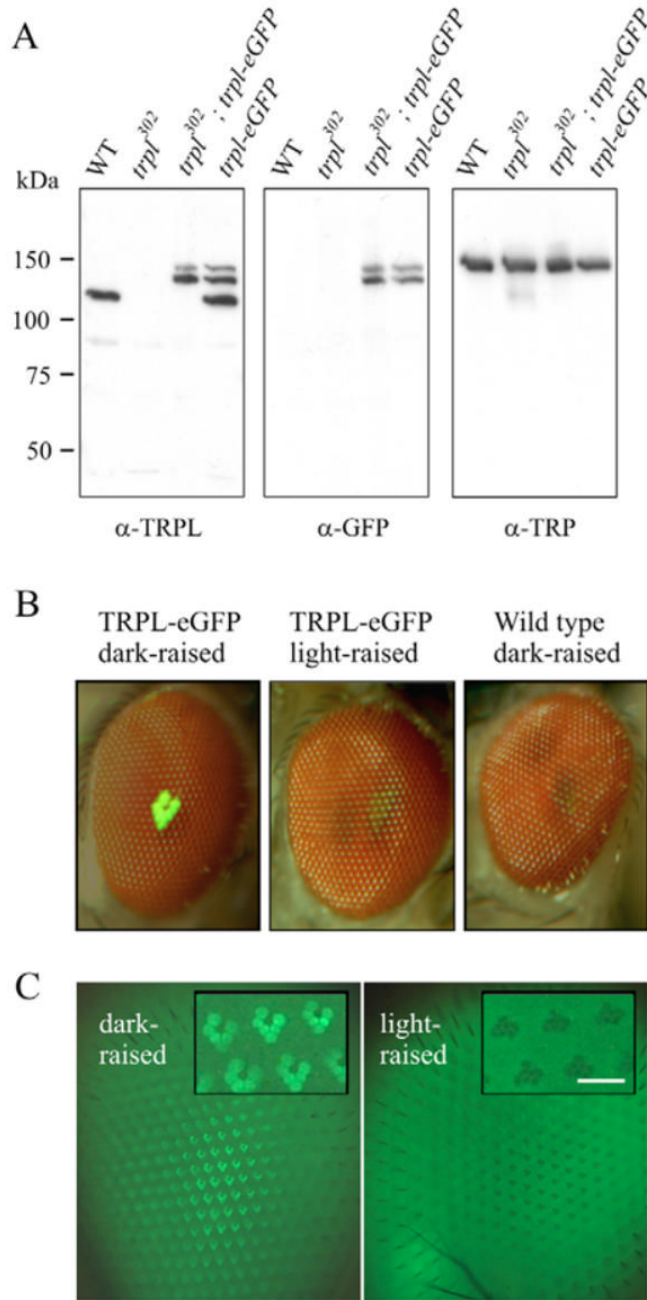 A
WT
trpl302
trpl302 ; trpl-eGFP
trpl-eGFP
WT
trpl302
trpl302 ; trpl-eGFP
trpl-eGFP
WT
trpl302
trpl302 ; trpl-eGFP
trpl-eGFP
kDa
150
100
75
50
α-TRPL
α-GFP
α-TRP
B
TRPL-eGFP
dark-raised
TRPL-eGFP
light-raised
Wild type
dark-raised
C
dark-
raised
light-
raised